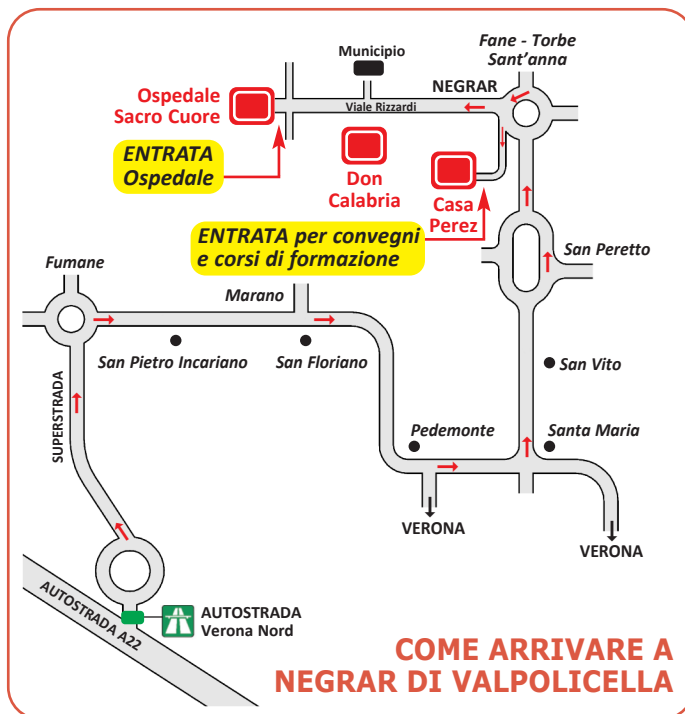 Fane - Torbe
Sant'anna
Municipio
NEGRAR
Ospedale
Sacro Cuore
Viale Rizzardi
ENTRATA
Ospedale
Don
Calabria
Casa
Perez
ENTRATA per convegni
e corsi di formazione
San Peretto
Fumane
Marano
San Pietro Incariano
San Floriano
San Vito
SUPERSTRADA
Pedemonte
Santa Maria
VERONA
VERONA
AUTOSTRADA A22
AUTOSTRADA
Verona Nord
COME ARRIVARE A
NEGRAR DI VALPOLICELLA